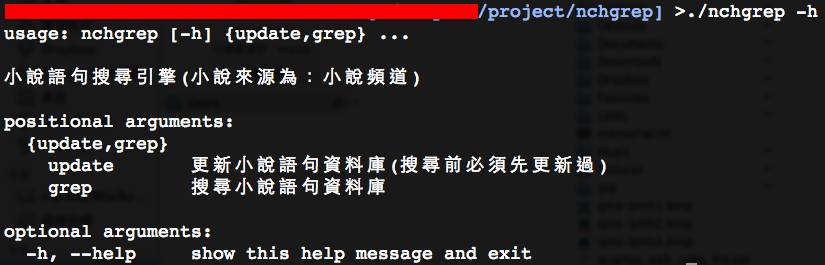 /project/nchgrep] >./nchgrep -h
usage: nchgrep [-h] {update,grep} ...
小說語句搜尋引擎(小說來源為：小說頻道)
positional arguments:
{update,grep}
update 更新小說語句資料庫(搜尋前必須先更新過)
grep 搜尋小說語句資料庫
optional arguments:
-h, --help show this help message and exit